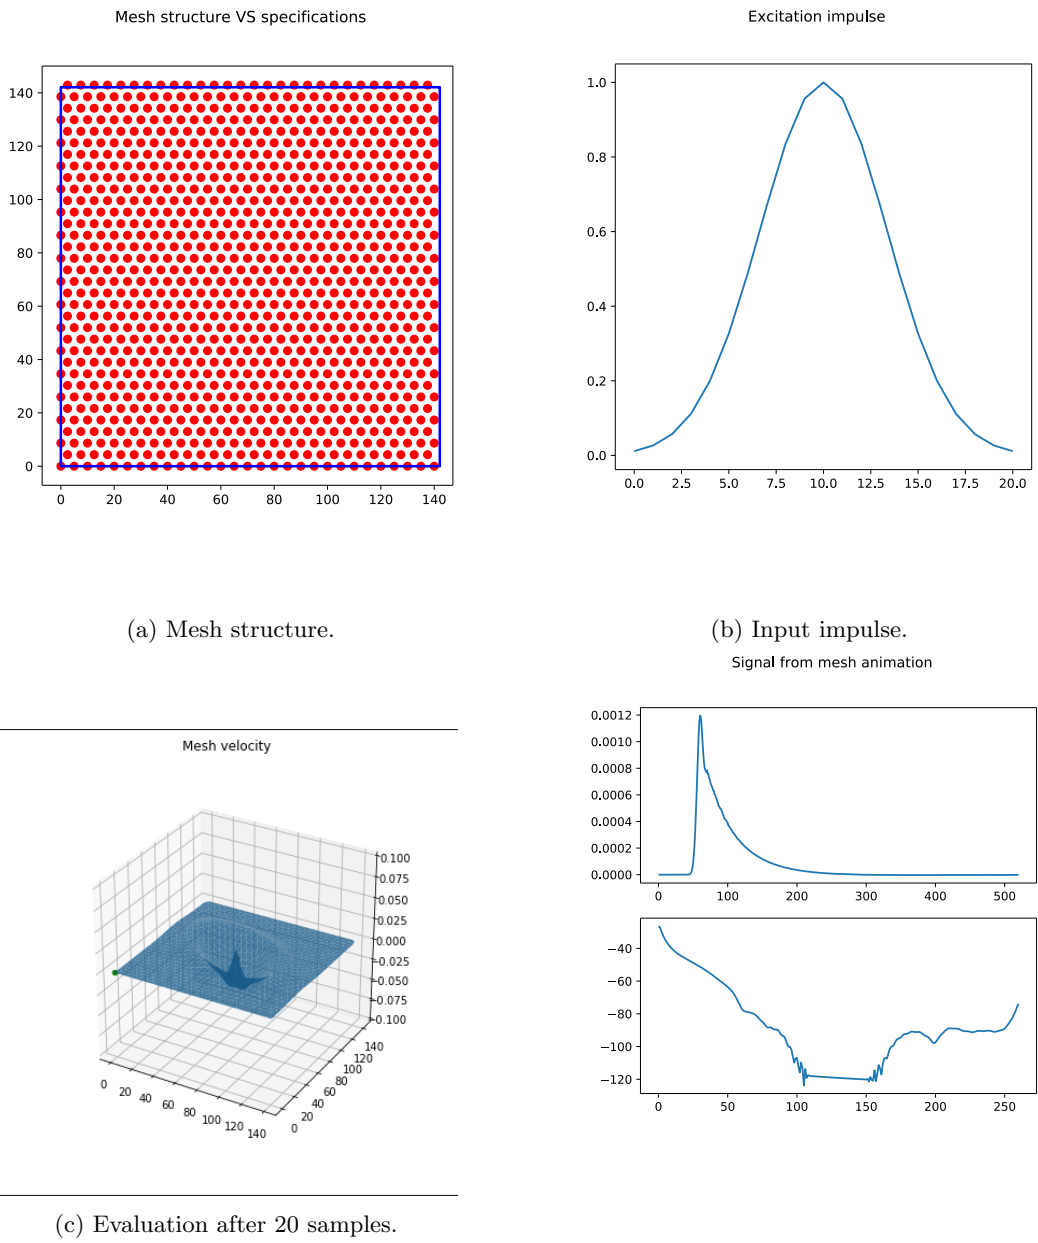 Mesh structure VS specifications
140
120
100
80
60
40
20
0
0 20 40 60 80 100 120 140
(a) Mesh structure.
Excitation impulse
1.0
0.8
0.6
0.4
0.2
0.0
0.0 2.5 5.0 7.5 10.0 12.5 15.0 17.5 20.0
(b) Input impulse.
Mesh velocity
0.100
0.075
0.050
0.025
0.000
−0.025
−0.050
−0.075
−0.100
0 20 40 60 80 100 120 140
0 20 40 60 80 100 120 140
(c) Evaluation after 20 samples.
Signal from mesh animation
0.0012
0.0010
0.0008
0.0006
0.0004
0.0002
0.0000
0 100 200 300 400 500
−40
−60
−80
−100
−120
0 50 100 150 200 250